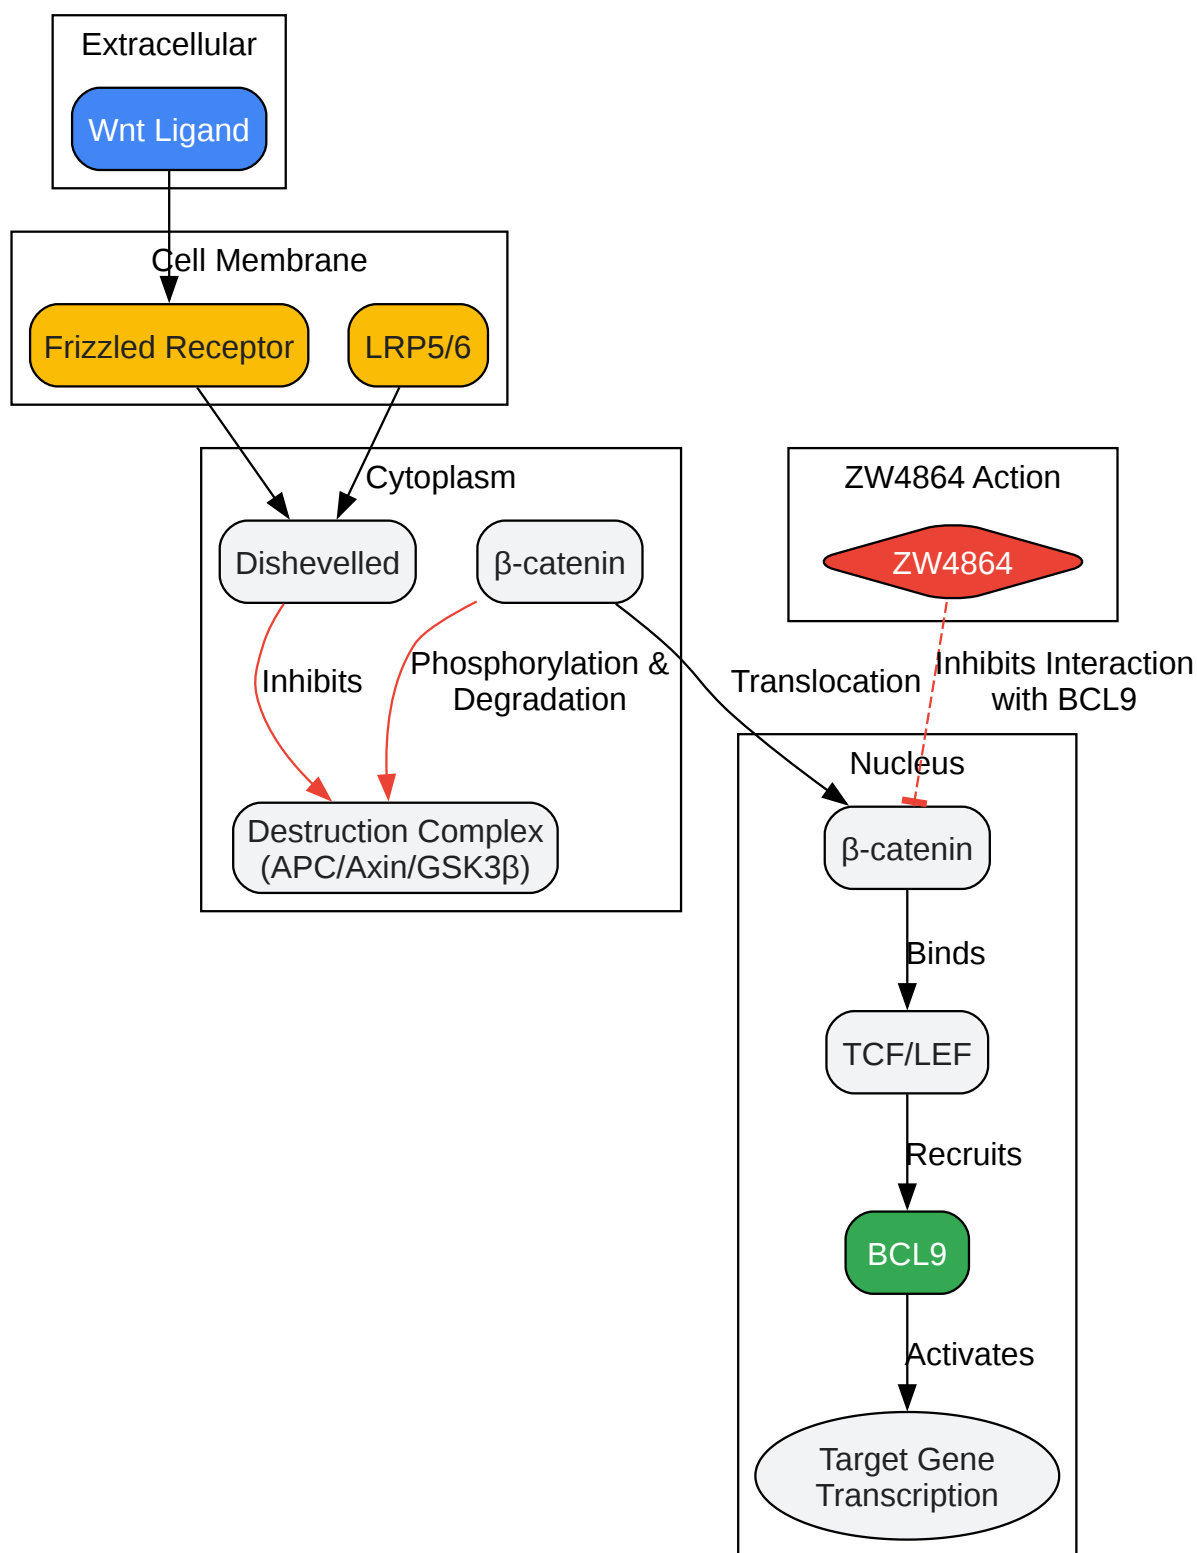 Extracellular
Wnt Ligand
Cell Membrane
Frizzled Receptor
LRP5/6
Cytoplasm
ZW4864 Action
Dishevelled
β-catenin
ZW4864
Inhibits
Phosphorylation &
Degradation
Translocation
Inhibits Interaction
with BCL9
Nucleus
Destruction Complex
(APC/Axin/GSK3β)
β-catenin
Binds
TCF/LEF
Recruits
BCL9
Activates
Target Gene
Transcription